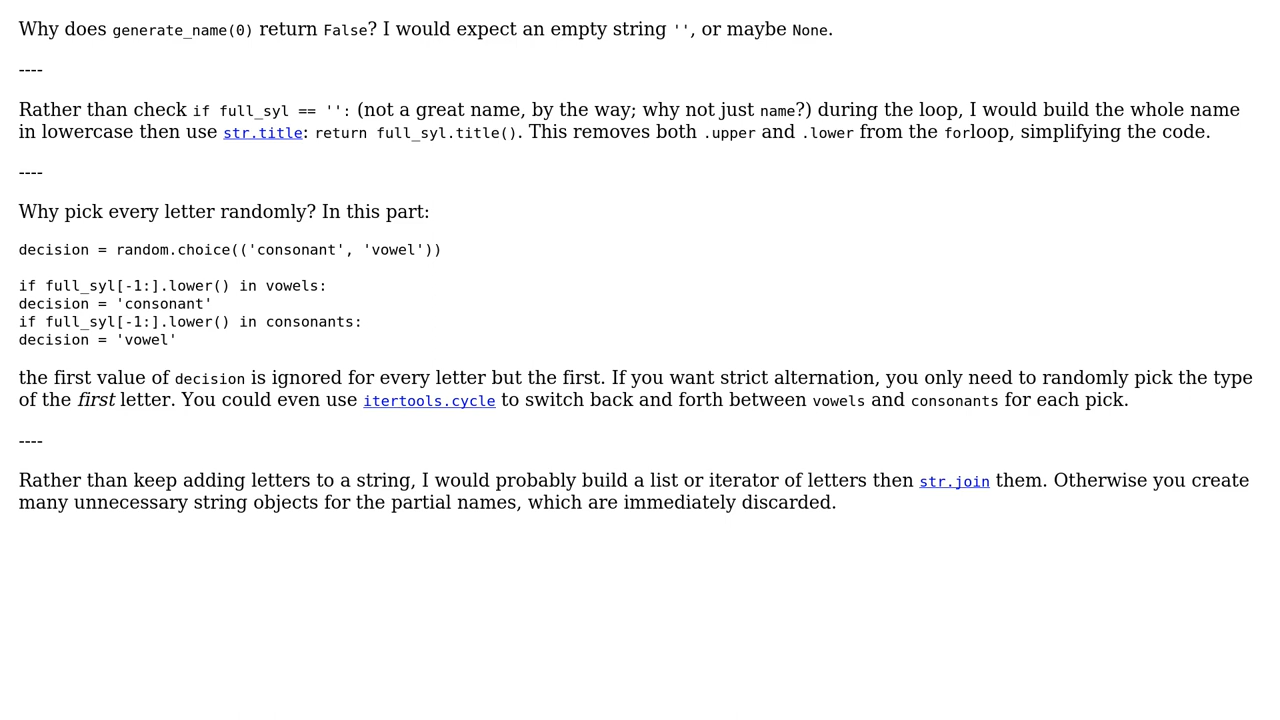 Why does generate_name(0) return False? I would expect an empty string '', or maybe None.
----
Rather than check if full_syl == '': (not a great name, by the way; why not just name?) during the loop, I would build the whole name
in lowercase then use str.title: return full_syl.title(). This removes both .upper and .lower from the forloop, simplifying the code.
----
Why pick every letter randomly? In this part:
decision = random.choice(('consonant', 'vowel'))
if full_syl[-1:].lower() in vowels:
decision = 'consonant'
if full_syl[-1:].lower() in consonants:
decision = 'vowel'
the first value of decision is ignored for every letter but the first. If you want strict alternation, you only need to randomly pick the type
of the first letter. You could even use itertools.cycle to switch back and forth between vowels and consonants for each pick.
----
Rather than keep adding letters to a string, I would probably build a list or iterator of letters then str.join them. Otherwise you create
many unnecessary string objects for the partial names, which are immediately discarded.